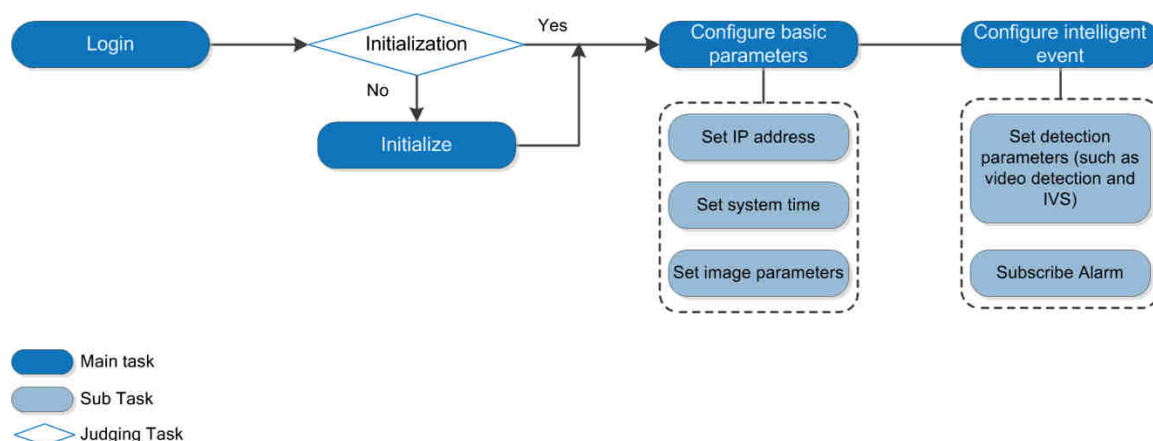 Login
Initialization
Yes
No
Initialize
Configure basic
parameters
Configure intelligent
event
Set IP address
Set system time
Set image parameters
Set detection
parameters (such as
video detection and
IVS)
Subscribe Alarm
Main task
Sub Task
Judging Task